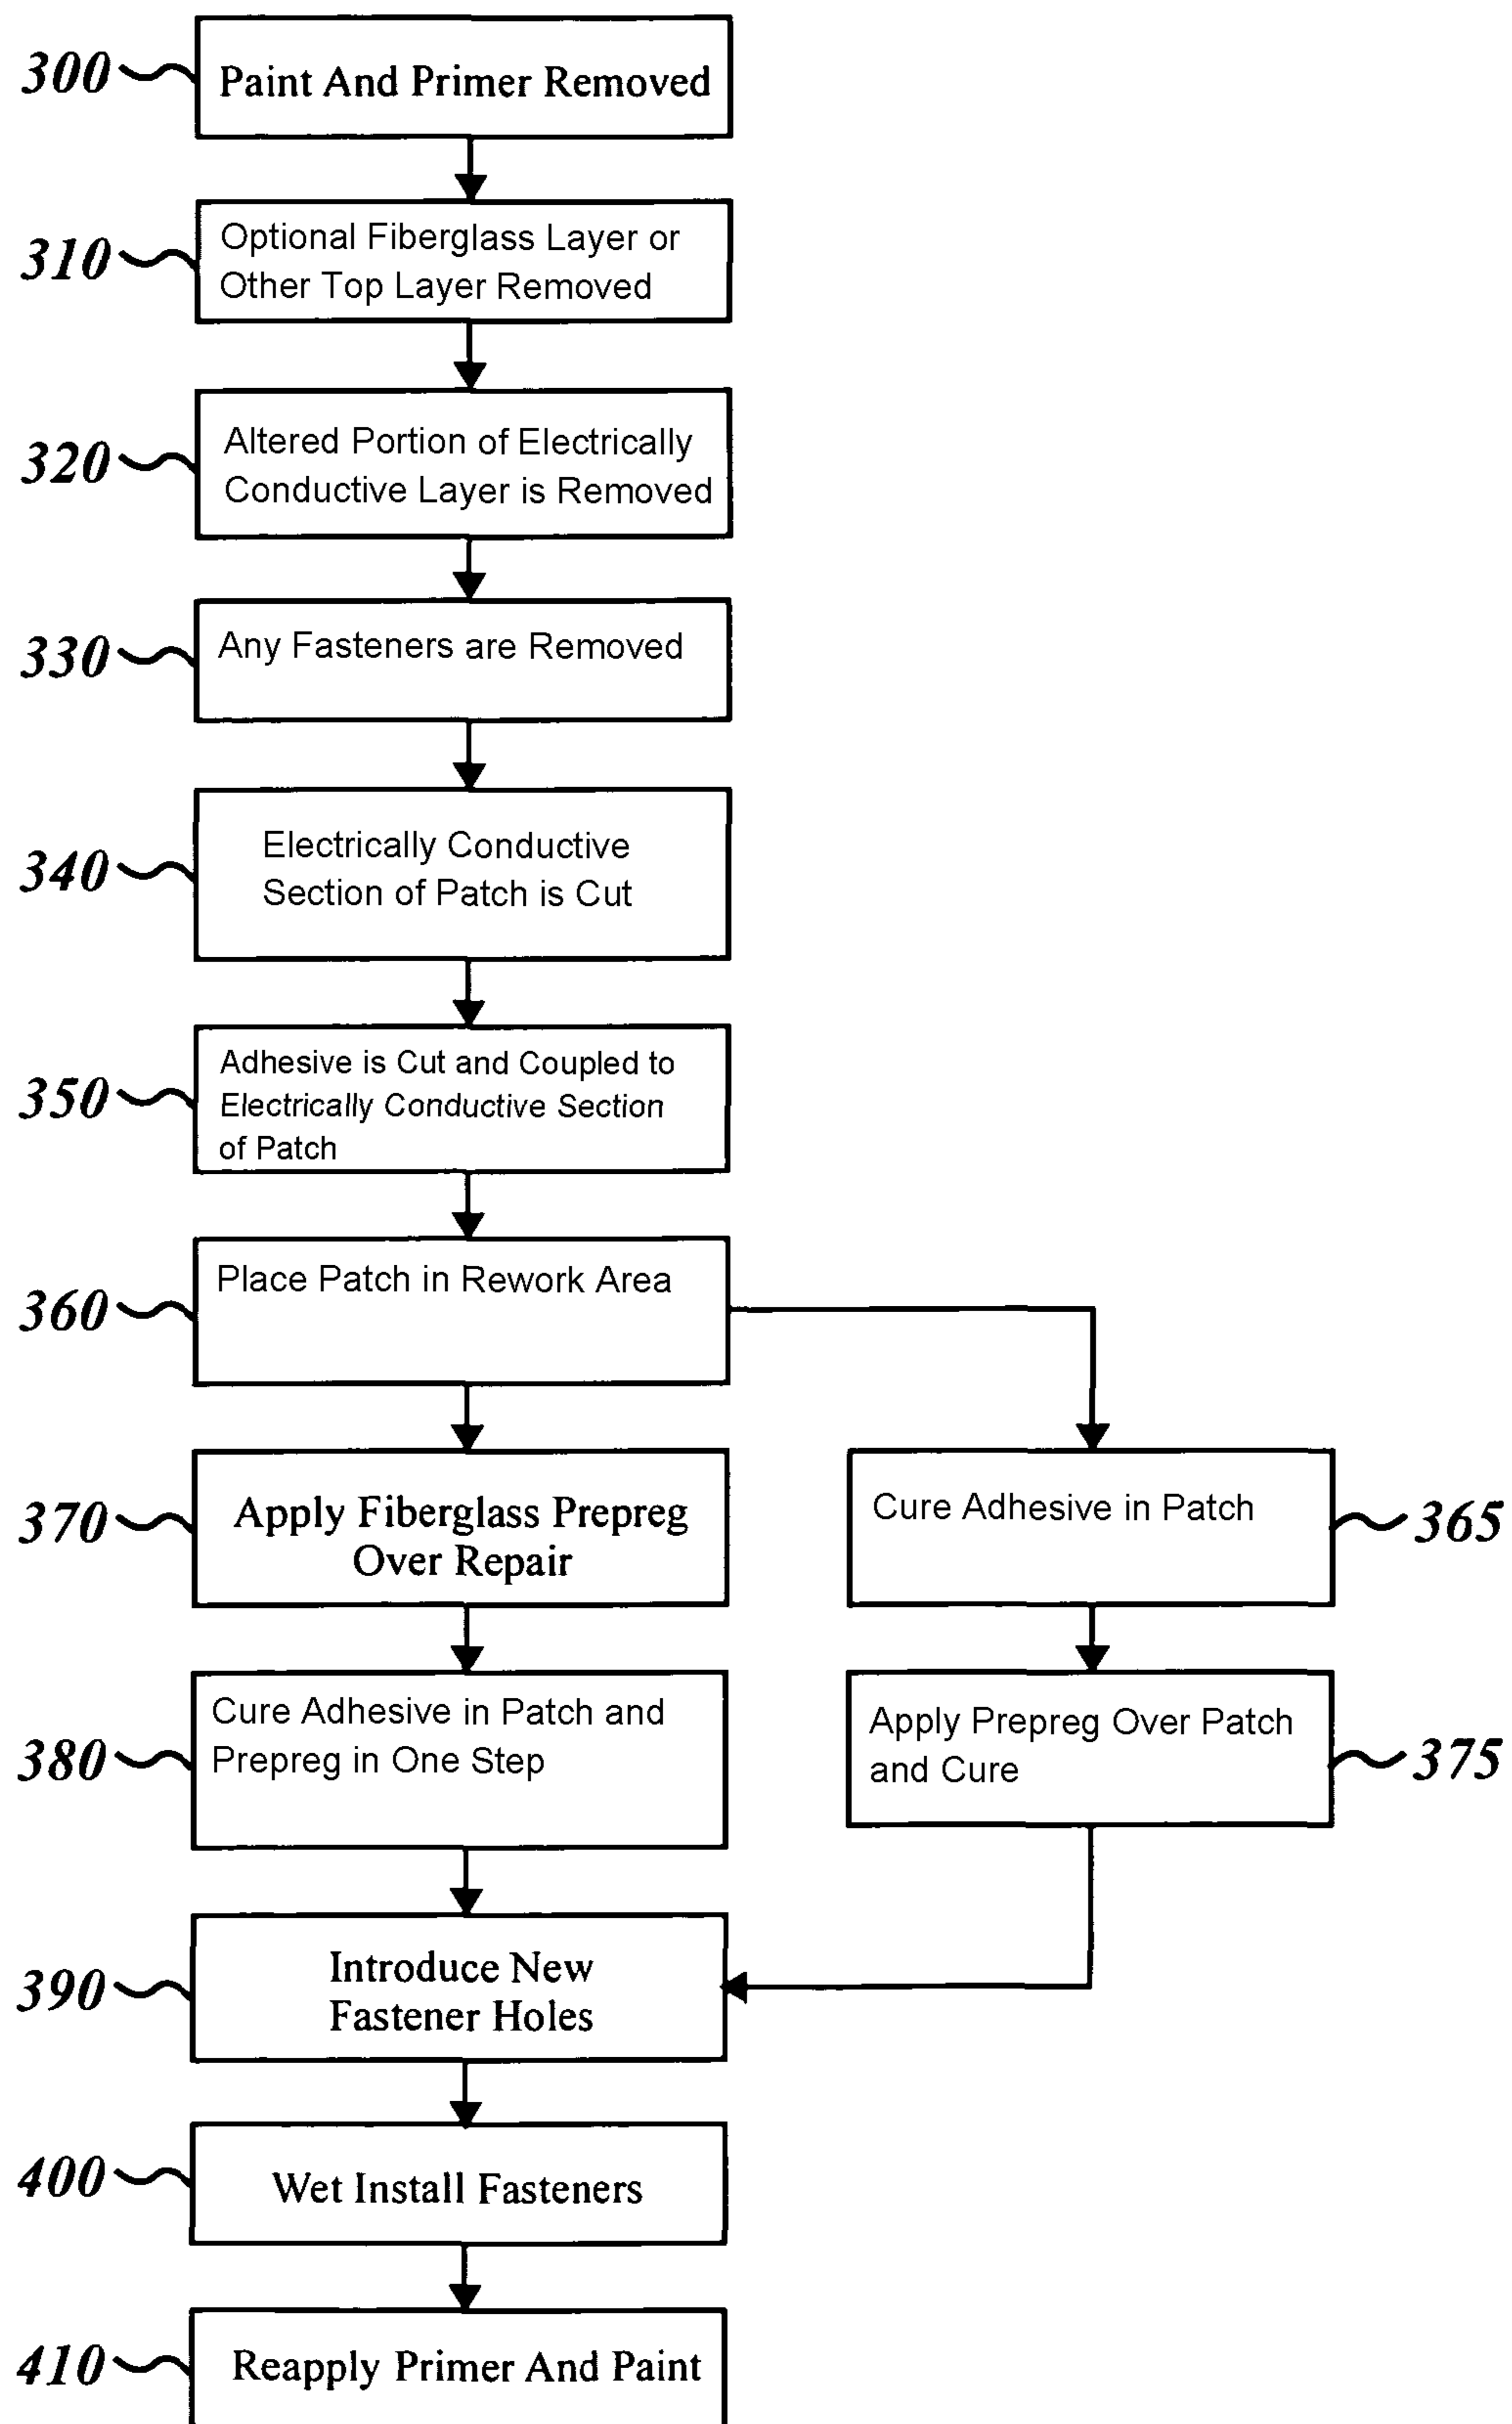 300
Paint And Primer Removed
310
Optional Fiberglass Layer or
Other Top Layer Removed
320
Altered Portion of Electrically
Conductive Layer is Removed
330
Any Fasteners are Removed
340
Electrically Conductive
Section of Patch is Cut
350
Adhesive is Cut and Coupled to
Electrically Conductive Section
of Patch
360
Place Patch in Rework Area
370
Apply Fiberglass Prepreg
Over Repair
Cure Adhesive in Patch
365
380
Cure Adhesive in Patch and
Prepreg in One Step
Apply Prepreg Over Patch
and Cure
375
390
Introduce New
Fastener Holes
400
Wet Install Fasteners
410
Reapply Primer And Paint